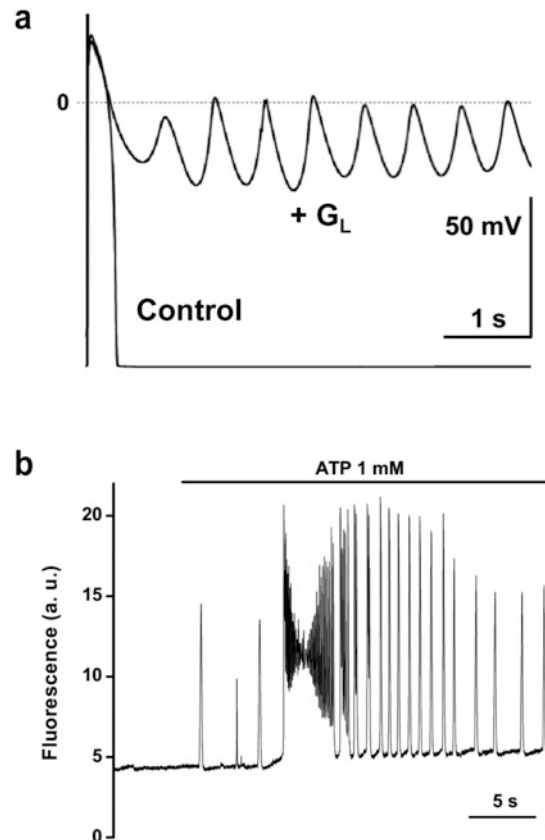 a
0
+ GL
50 mV
Control
1 s
b
ATP 1 mM
20
15
10
5
0
Fluorescence (a. u.)
5 s